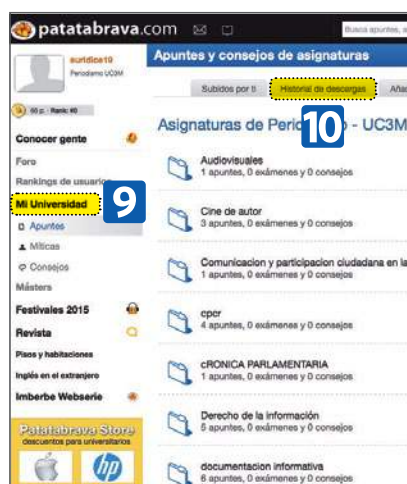 patatabrava.com
Busca apuntes, a
euridice19
Periodismo UC3M
Apuntes y consejos de asignaturas
Subidos por ti
Historial de descargas
Aña
60 p. - Rank: #0
10
Asignaturas de Perio o - UC3M
Conocer gente
Foro
Rankings de usuarios
Mi Universidad
9
Apuntes
Míticas
Consejos
Másters
Festivales 2015
Revista
Pisos y habitaciones
Inglés en el extranjero
Imberbe Webserie
Patatabrava Store
descuentos para universitarios
hp
Audiovisuales
1 apuntes, 0 exámenes y 0 consejos
Cine de autor
3 apuntes, 0 exámenes y 0 consejos
Comunicacion y participacion ciudadana en la
1 apuntes, 0 exámenes y 0 consejos
cpcr
4 apuntes, 0 exámenes y 0 consejos
cRONICA PARLAMENTARIA
1 apuntes, 0 exámenes y 0 consejos
Derecho de la información
5 apuntes, 0 exámenes y 0 consejos
documentacion informativa
6 apuntes, 0 exámenes y 0 consejos